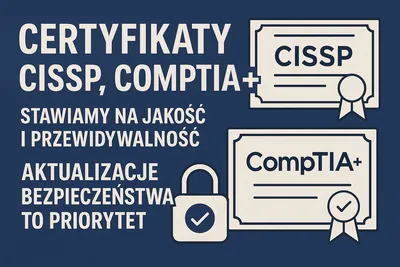 CERTYFIKATY
CISSP, COMPTIA+
STAWIAMY NA JAKOŚĆ
I PRZEWIDYWALNOŚĆ
AKTUALIZACJE
BEZPIECZEŃSTWA
TO PRIORYTET
CISSP
CompTIA+